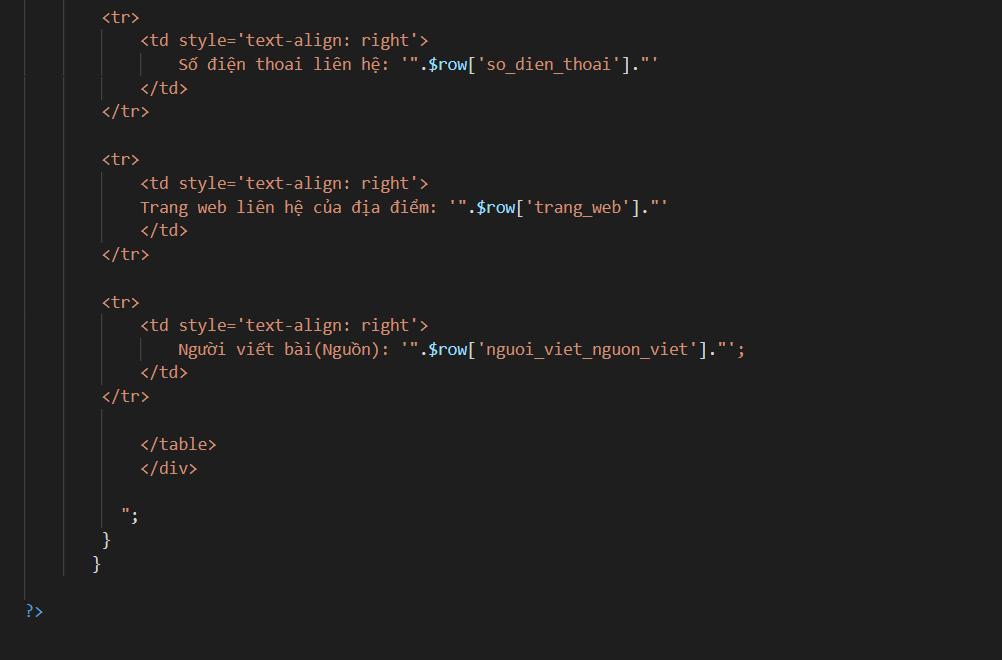 <tr>
<td style='text-align: right'>
Số điện thoai liên hệ: '".$row['so_dien_thoai']."'
</td>
</tr>
<tr>
<td style='text-align: right'>
Trang web liên hệ của địa điểm: '".$row['trang_web']."'
</td>
</tr>
<tr>
<td style='text-align: right'>
Người viết bài(Nguồn): '".$row['nguoi_viet_nguon_viet']."';
</td>
</tr>
</table>
</div>
";
}
}
?>